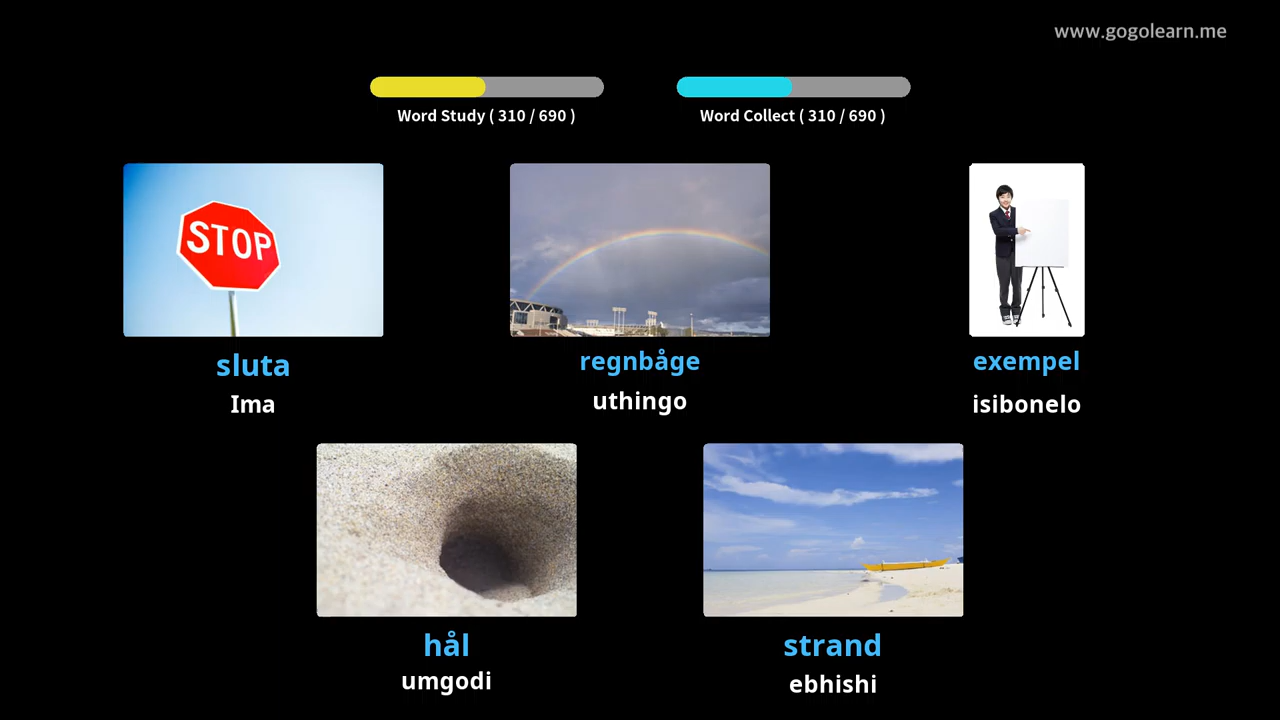 www.gogolearn.me
Word Study ( 310 / 690 )
Word Collect ( 310 / 690 )
STOP
sluta
Ima
regnbåge
uthingo
exempel
isibonelo
hål
umgodi
strand
ebhishi